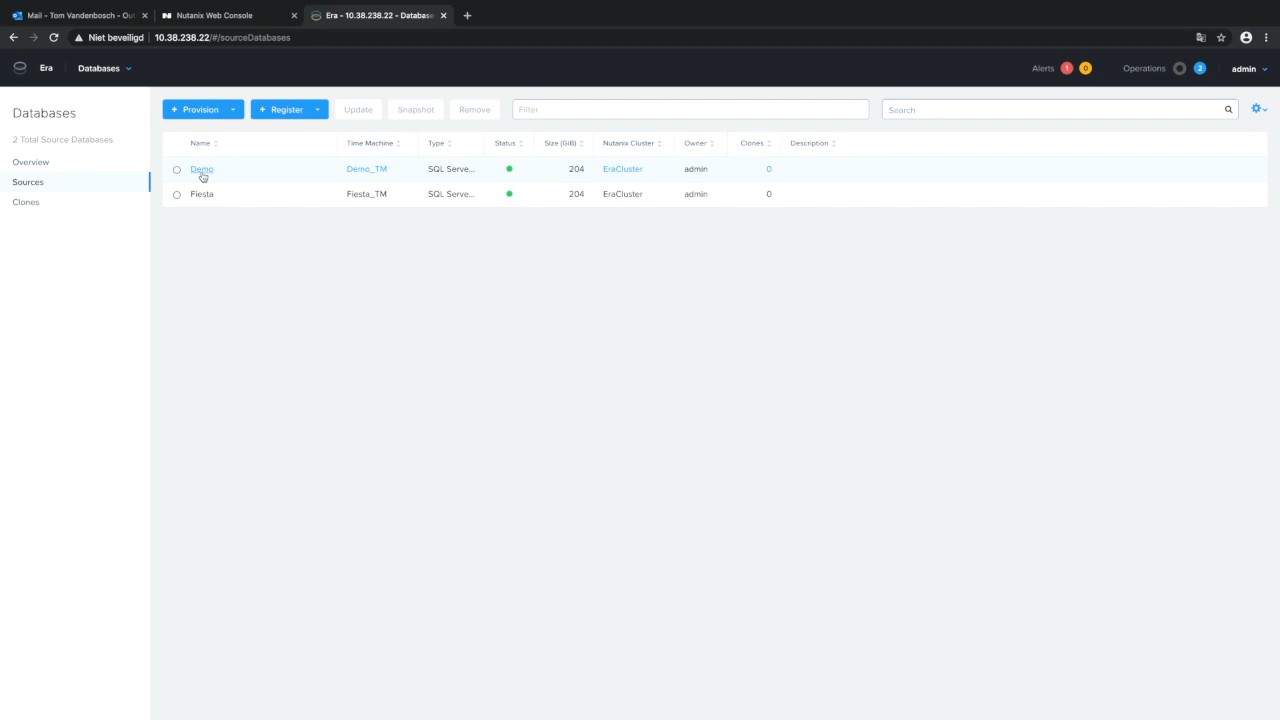 Mail - Tom Vandenbosch - Out
Nutanix Web Console
Era - 10.38.238.22 - Database
Niet beveiligd 10.38.238.22/#/sourceDatabases
Era Databases Alerts 1 0 Operations 2 admin
Databases
2 Total Source Databases
Overview
Sources
Clones
+ Provision + Register Update Snapshot Remove Filter Search
Name Time Machine Type Status Size (GiB) Nutanix Cluster Owner Clones Description
Demo Demo_TM SQL Serve... 204 EraCluster admin 0
Fiesta Fiesta_TM SQL Serve... 204 EraCluster admin 0